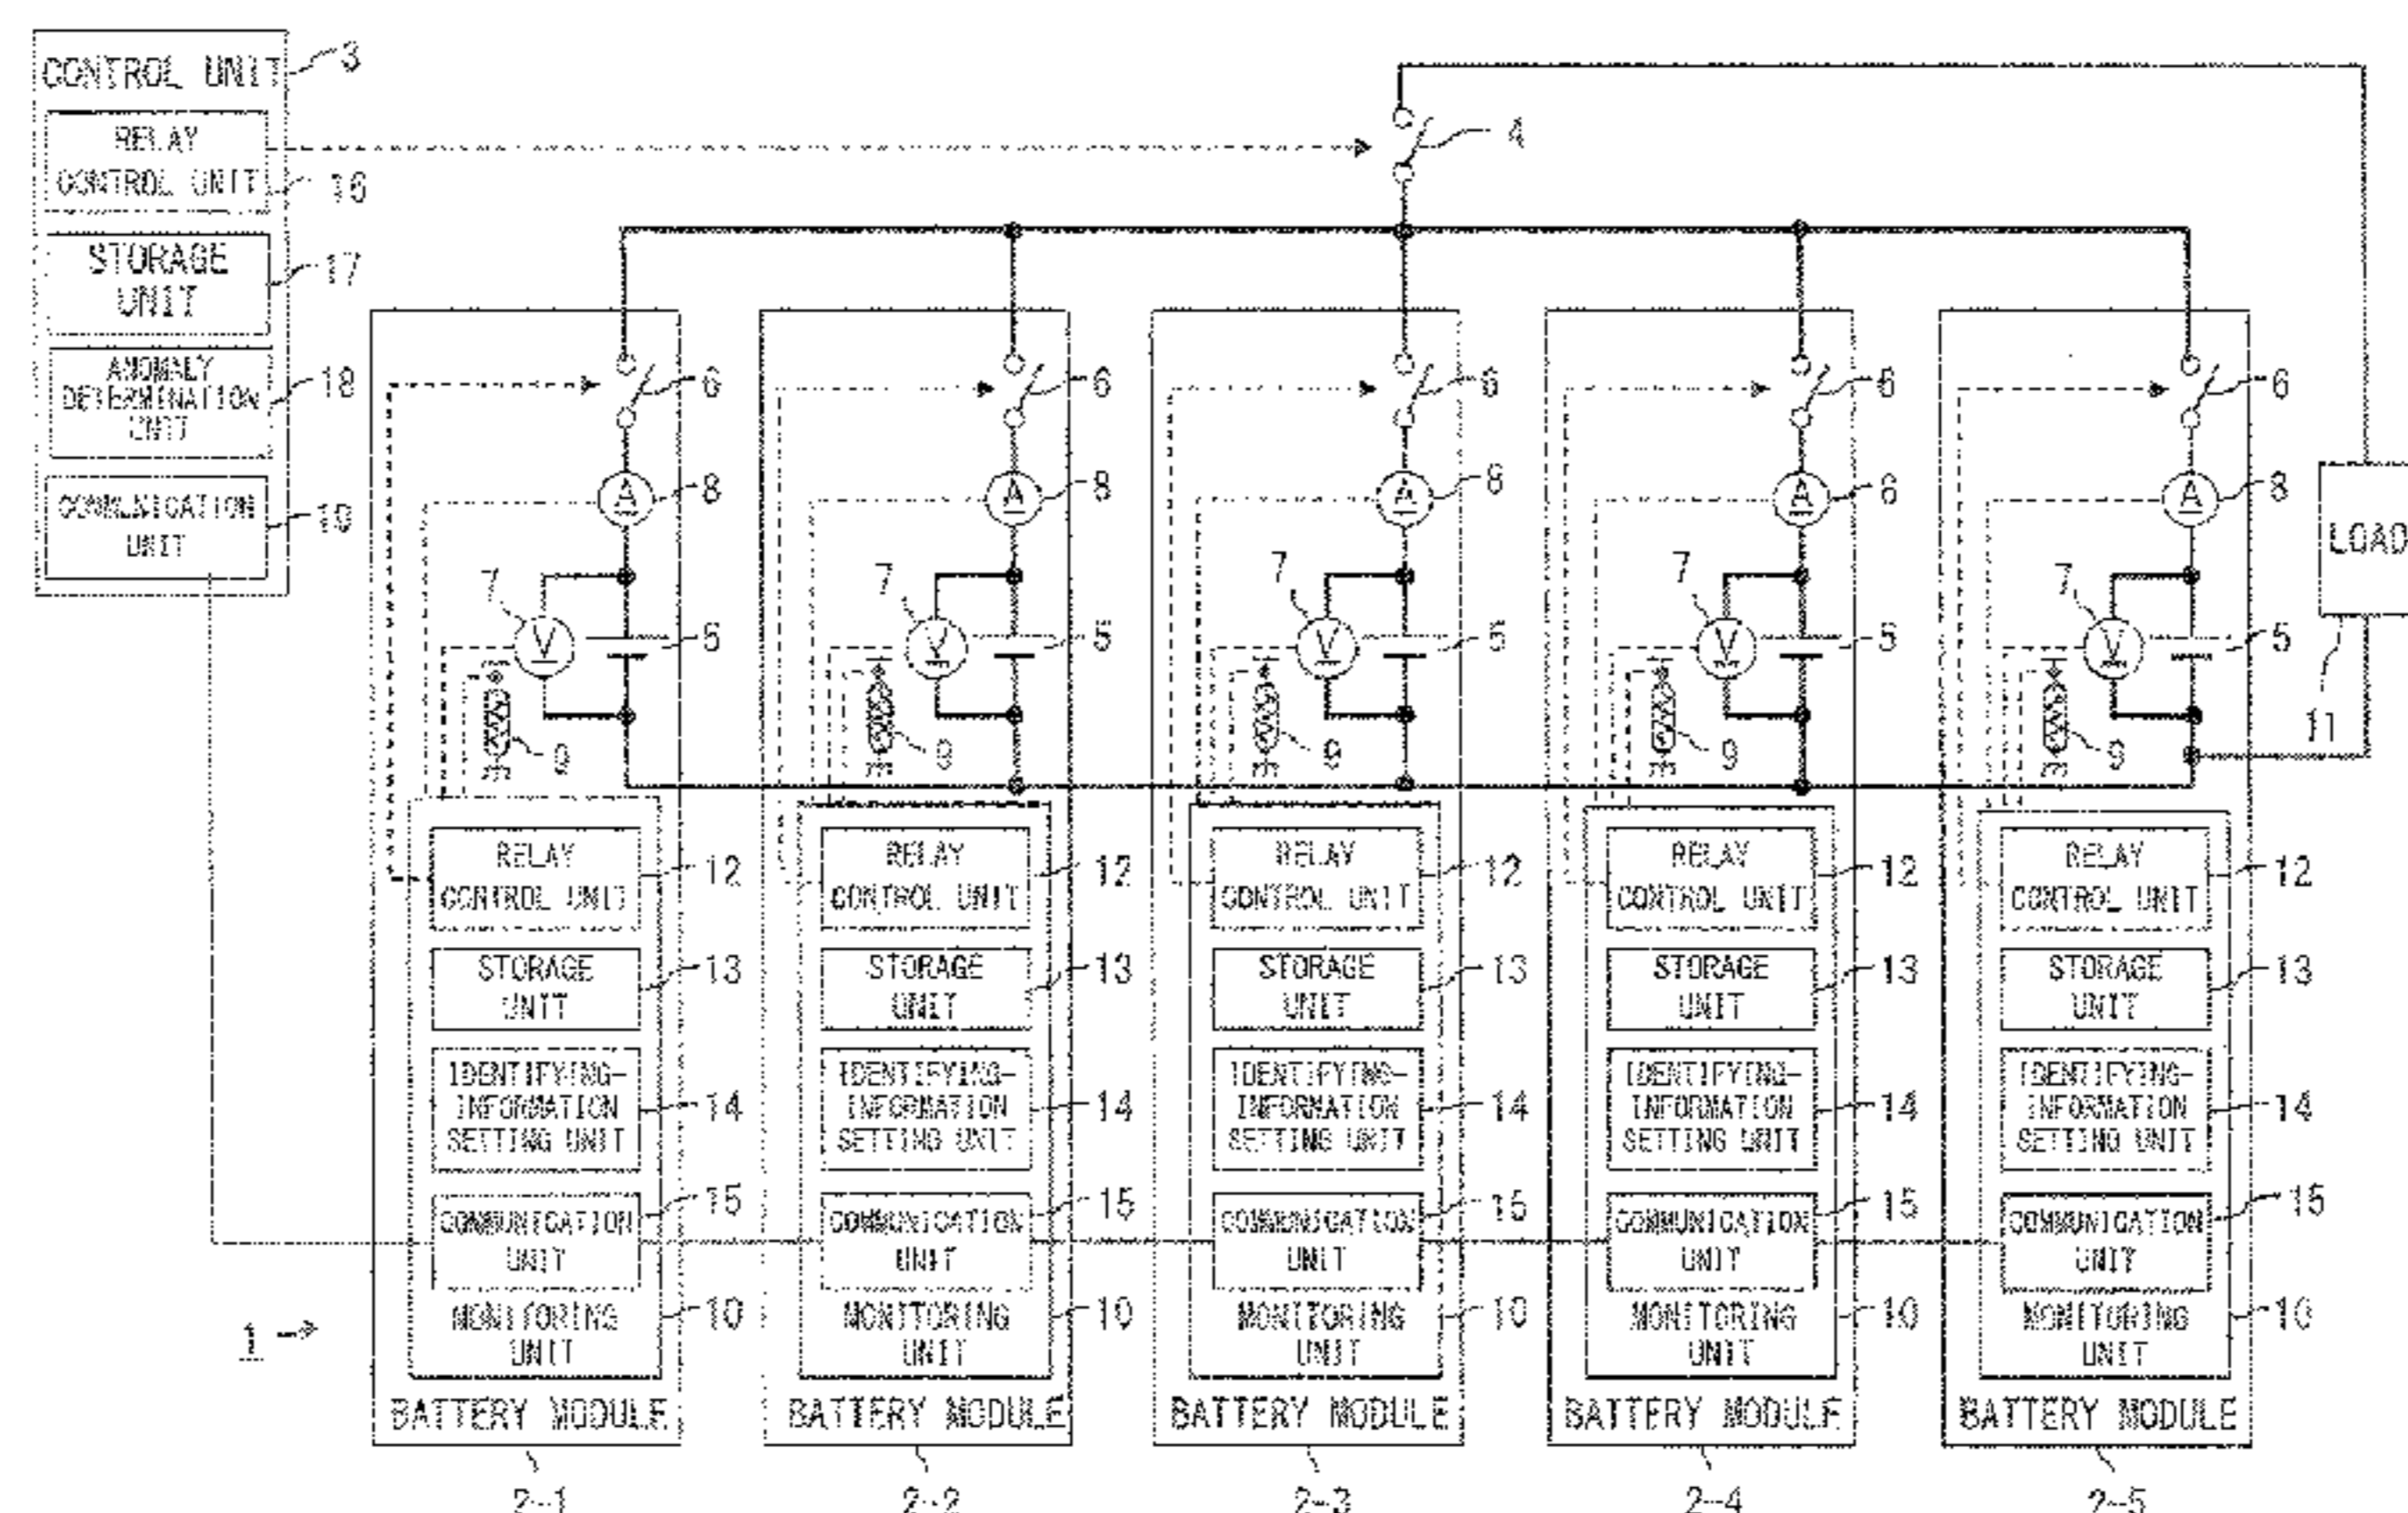 CONTROL UNIT
3
RELAY
CONTROL UNIT
16
STORAGE
UNIT
17
ANOMALY
DETERMINATION
UNIT
18
COMMUNICATION
UNIT
19
4
6
6
6
6
6
8
8
8
8
8
7
7
7
7
7
5
5
5
5
5
A
A
A
A
A
V
V
V
V
V
9
9
9
9
9
LOAD
11
RELAY
CONTROL UNIT
12
STORAGE
UNIT
13
IDENTIFYING-
INFORMATION
SETTING UNIT
14
COMMUNICATION
UNIT
15
MONITORING
UNIT
10
BATTERY MODULE
2-1
RELAY
CONTROL UNIT
12
STORAGE
UNIT
13
IDENTIFYING-
INFORMATION
SETTING UNIT
14
COMMUNICATION
UNIT
15
MONITORING
UNIT
10
BATTERY MODULE
2-2
RELAY
CONTROL UNIT
12
STORAGE
UNIT
13
IDENTIFYING-
INFORMATION
SETTING UNIT
14
COMMUNICATION
UNIT
15
MONITORING
UNIT
10
BATTERY MODULE
2-3
RELAY
CONTROL UNIT
12
STORAGE
UNIT
13
IDENTIFYING-
INFORMATION
SETTING UNIT
14
COMMUNICATION
UNIT
15
MONITORING
UNIT
10
BATTERY MODULE
2-4
RELAY
CONTROL UNIT
12
STORAGE
UNIT
13
IDENTIFYING-
INFORMATION
SETTING UNIT
14
COMMUNICATION
UNIT
15
MONITORING
UNIT
10
BATTERY MODULE
2-5
1